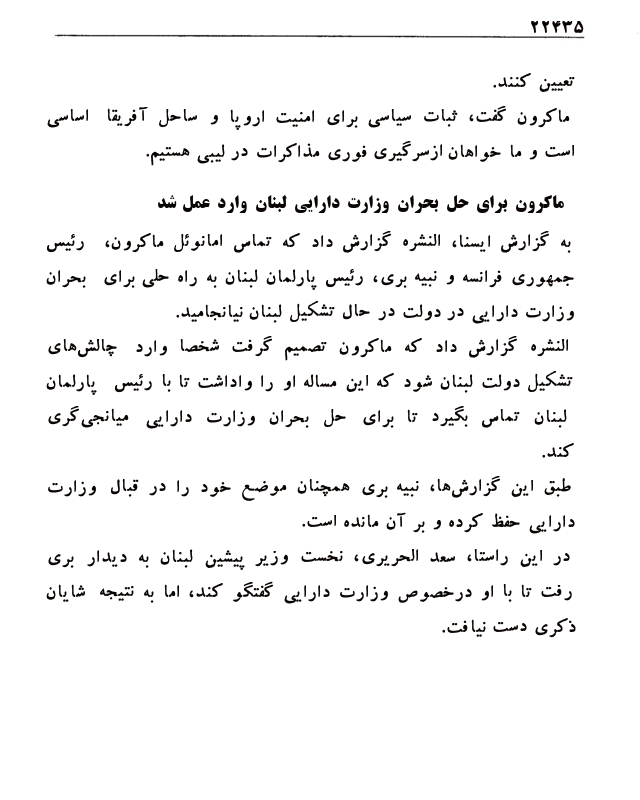 ۲۲۴۳۵
تعیین کنند.
ماکرون گفت، ثبات سیاسی برای امنیت اروپا و ساحل آفریقا اساسی
است و ما خواهان ازسرگیری فوری مذاکرات در لیبی هستیم.
ماکرون برای حل بحران وزارت دارایی لبنان وارد عمل شد
به گزارش ایسنا، النشره گزارش داد که تماس امانوئل ماکرون، رئیس
جمهوری فرانسه و نبیه بری، رئیس پارلمان لبنان به راه حلی برای بحران
وزارت دارایی در دولت در حال تشکیل لبنان نیانجامید.
النشره گزارش داد که ماکرون تصمیم گرفت شخصا وارد چالش‌های
تشکیل دولت لبنان شود که این مساله او را واداشت تا با رئیس پارلمان
لبنان تماس بگیرد تا برای حل بحران وزارت دارایی میانجی‌گری
کند.
طبق این گزارش‌ها، نبیه بری همچنان موضع خود را در قبال وزارت
دارایی حفظ کرده و بر آن مانده است.
در این راستا، سعد الحریری، نخست وزیر پیشین لبنان به دیدار بری
رفت تا با او درخصوص وزارت دارایی گفتگو کند، اما به نتیجه شایان
ذکری دست نیافت.